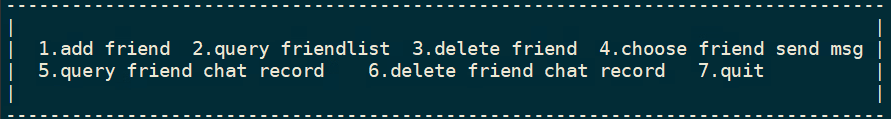 1.add friend 2.query friendlist 3.delete friend 4.choose friend send msg
5.query friend chat record 6.delete friend chat record 7.quit